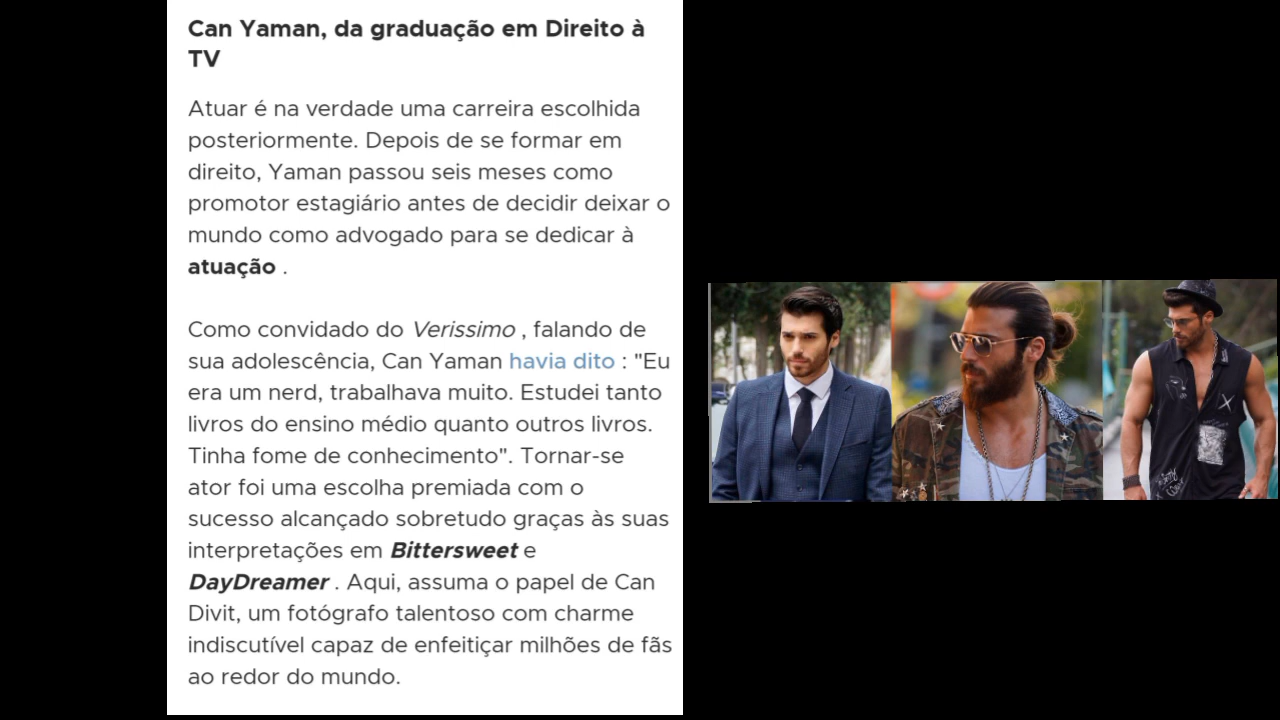 Can Yaman, da graduação em Direito à
TV
Atuar é na verdade uma carreira escolhida
posteriormente. Depois de se formar em
direito, Yaman passou seis meses como
promotor estagiário antes de decidir deixar o
mundo como advogado para se dedicar à
atuação .
Como convidado do Verissimo , falando de
sua adolescência, Can Yaman havia dito : "Eu
era um nerd, trabalhava muito. Estudei tanto
livros do ensino médio quanto outros livros.
Tinha fome de conhecimento". Tornar-se
ator foi uma escolha premiada com o
sucesso alcançado sobretudo graças às suas
interpretações em Bittersweet e
DayDreamer . Aqui, assuma o papel de Can
Divit, um fotógrafo talentoso com charme
indiscutível capaz de enfeitiçar milhões de fãs
ao redor do mundo.